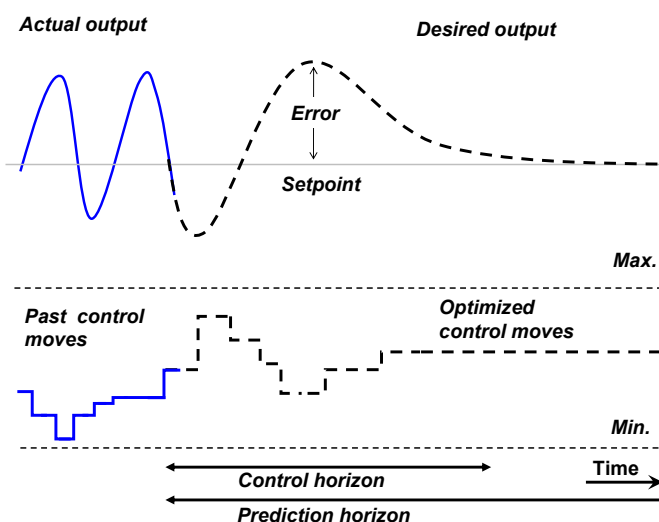 Actual output
Desired output
Error
Setpoint
Max.
Past control
moves
Optimized
control moves
Min.
Time
Control horizon
Prediction horizon